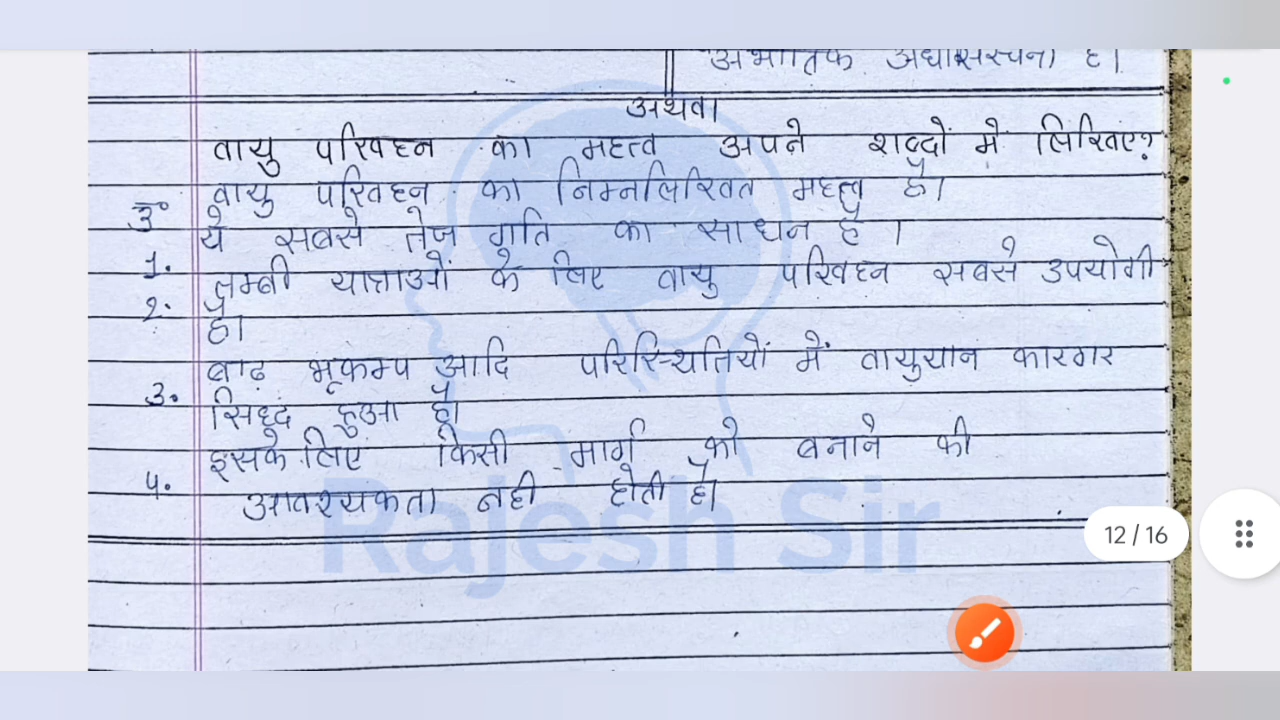 अभौतिक अधोसंरचना है।
अथवा
वायु परिवहन का महत्व अपने शब्दों में लिखिए?
उ॰ वायु परिवहन का निम्नलिखित महत्व है।
1. ये सबसे तेज गति का साधन है ।
2. लम्बी यात्राओं के लिए वायु परिवहन सबसे उपयोगी
है।
3. बाढ़ भूकम्प आदि परिस्थितियों में वायुयान कारगर
सिध्द हुआ है।
4. इसके लिए किसी मार्ग को बनाने की
आवश्यकता नही होती है।
Rajesh Sir
12 / 16